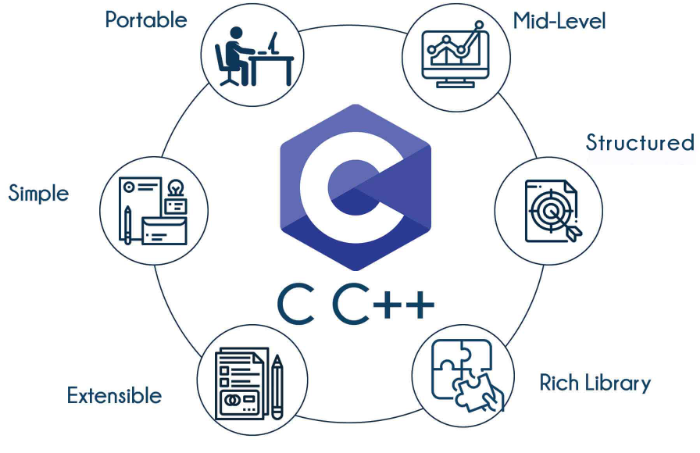 Portable
Mid-Level
Structured
Simple
C C++
Extensible
Rich Library